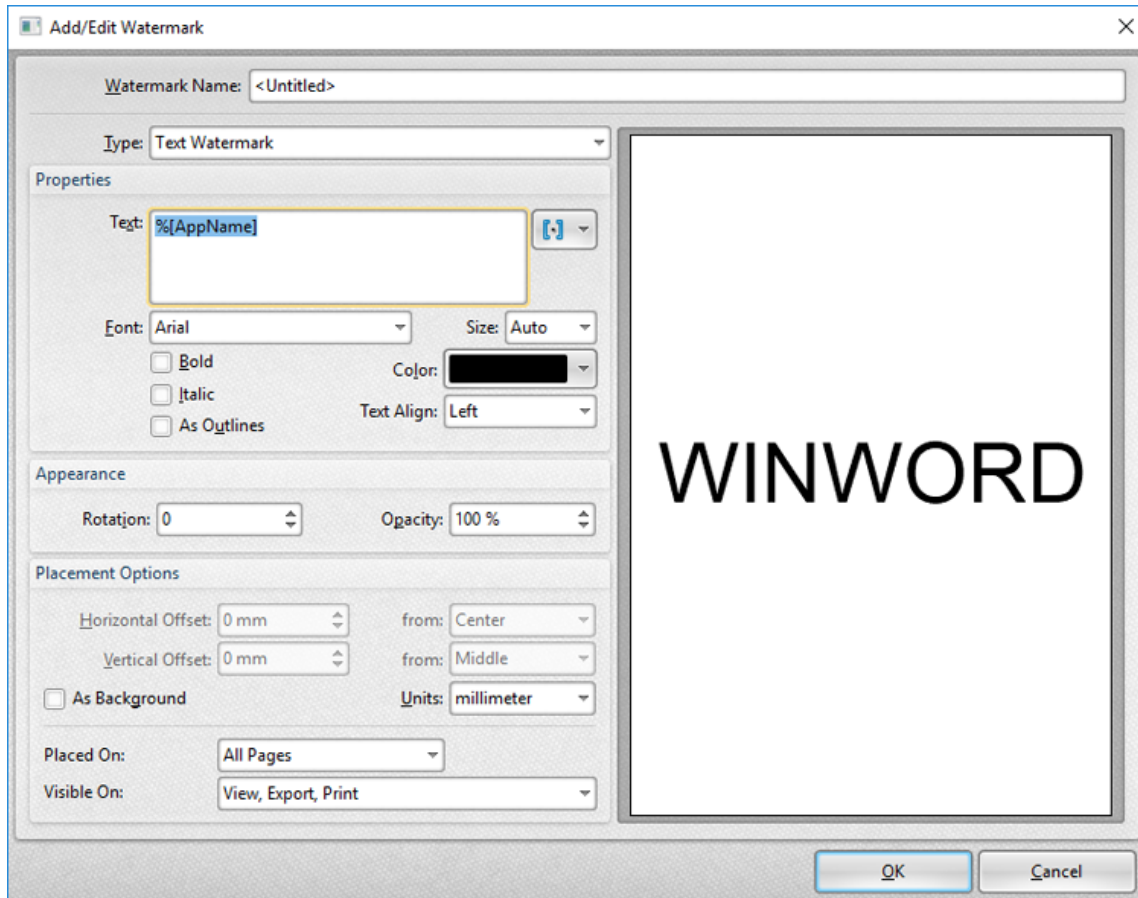 Add/Edit Watermark
Watermark Name: <Untitled>
Type: Text Watermark
Properties
Text: %[AppName]
Font: Arial Size: Auto
Bold
Color:
Italic
Text Align: Left
As Outlines
Appearance
Rotation: 0 Opacity: 100 %
Placement Options
Horizontal Offset: 0 mm from: Center
Vertical Offset: 0 mm from: Middle
As Background Units: millimeter
Placed On: All Pages
Visible On: View, Export, Print
WINWORD
OK Cancel